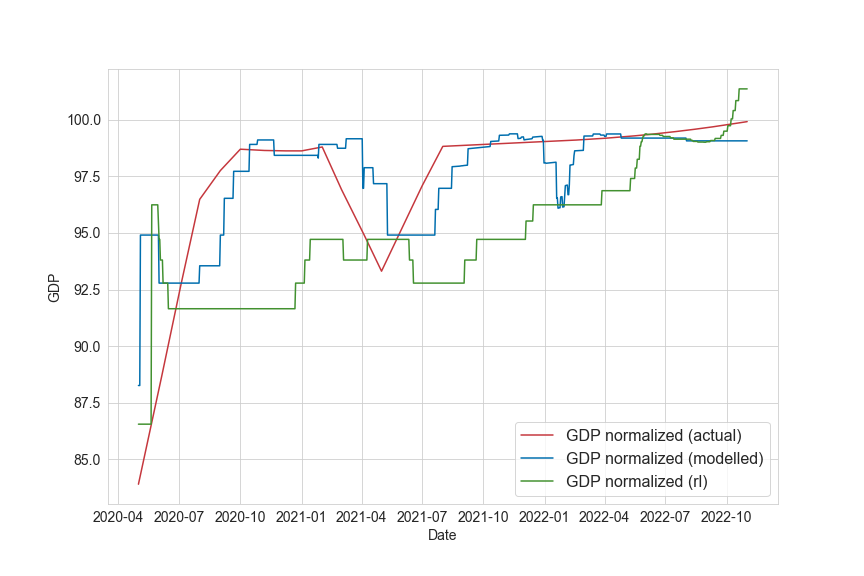 100.0
97.5
95.0
92.5
90.0
87.5
85.0
GDP
GDP normalized (actual)
GDP normalized (modelled)
GDP normalized (rl)
2020-04 2020-07 2020-10 2021-01 2021-04 2021-07 2021-10 2022-01 2022-04 2022-07 2022-10
Date